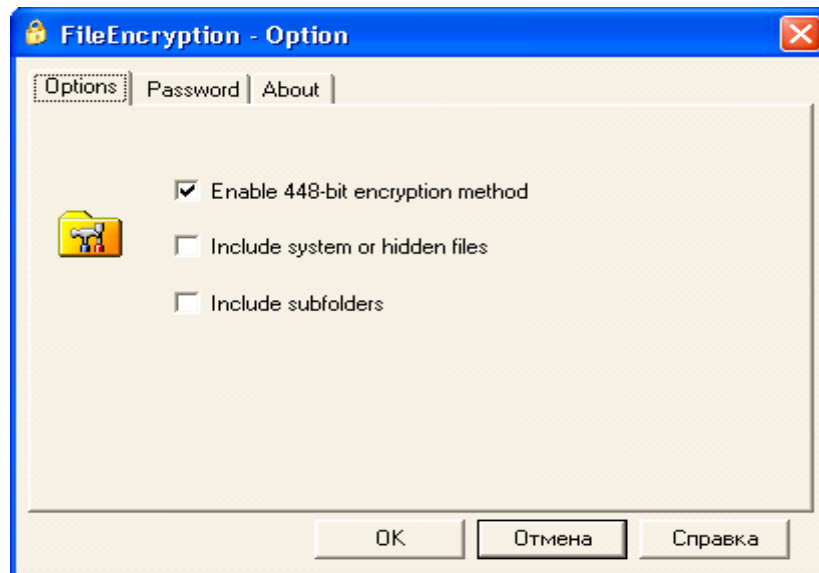 FileEncryption - Option
Options Password About
Enable 448-bit encryption method
Include system or hidden files
Include subfolders
OK Отмена Справка